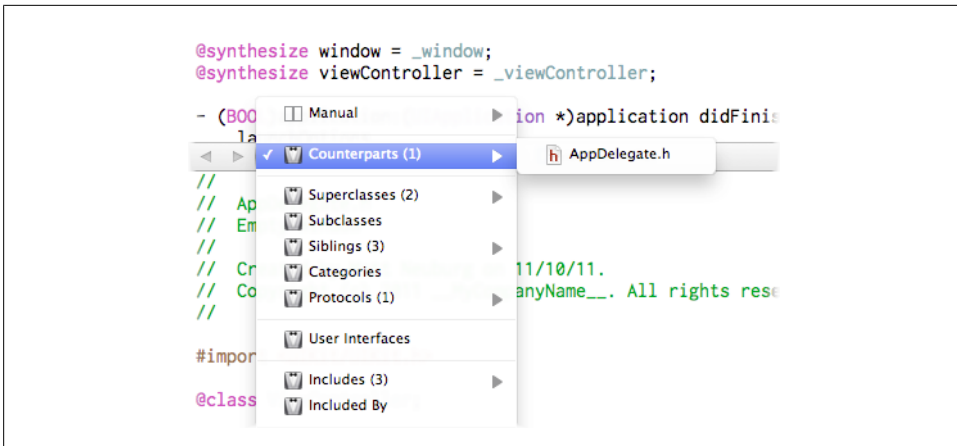 @synthesize window = _window;
@synthesize viewController = _viewController;
- (BOO ion *)application didFinis
Manual
✓ Counterparts (1)
AppDelegate.h
//
// Ap
// Em
//
// Cr 11/10/11.
// Co anyName__. All rights rese
//
Superclasses (2)
Subclasses
Siblings (3)
Categories
Protocols (1)
User Interfaces
#impor
Includes (3)
@class
Included By